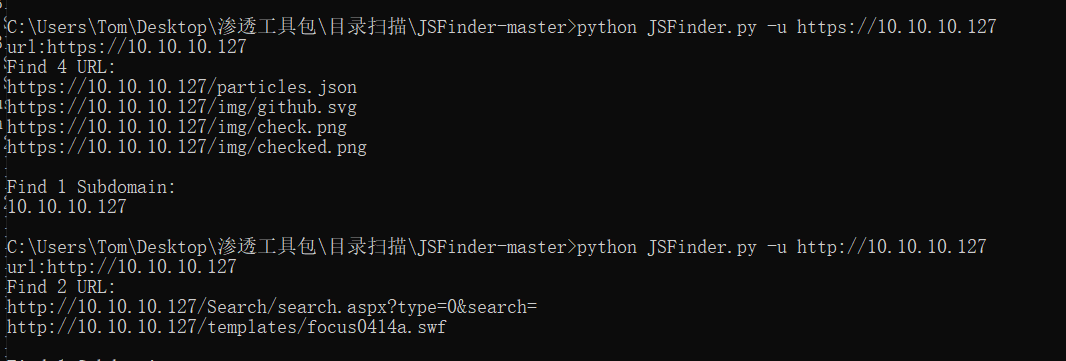 C:\Users\Tom\Desktop\渗透工具包\目录扫描\JSFinder-master>python JSFinder.py -u https://10.10.10.127
url:https://10.10.10.127
Find 4 URL:
https://10.10.10.127/particles.json
https://10.10.10.127/img/github.svg
https://10.10.10.127/img/check.png
https://10.10.10.127/img/checked.png
Find 1 Subdomain:
10.10.10.127
C:\Users\Tom\Desktop\渗透工具包\目录扫描\JSFinder-master>python JSFinder.py -u http://10.10.10.127
url:http://10.10.10.127
Find 2 URL:
http://10.10.10.127/Search/search.aspx?type=0&search=
http://10.10.10.127/templates/focus0414a.swf